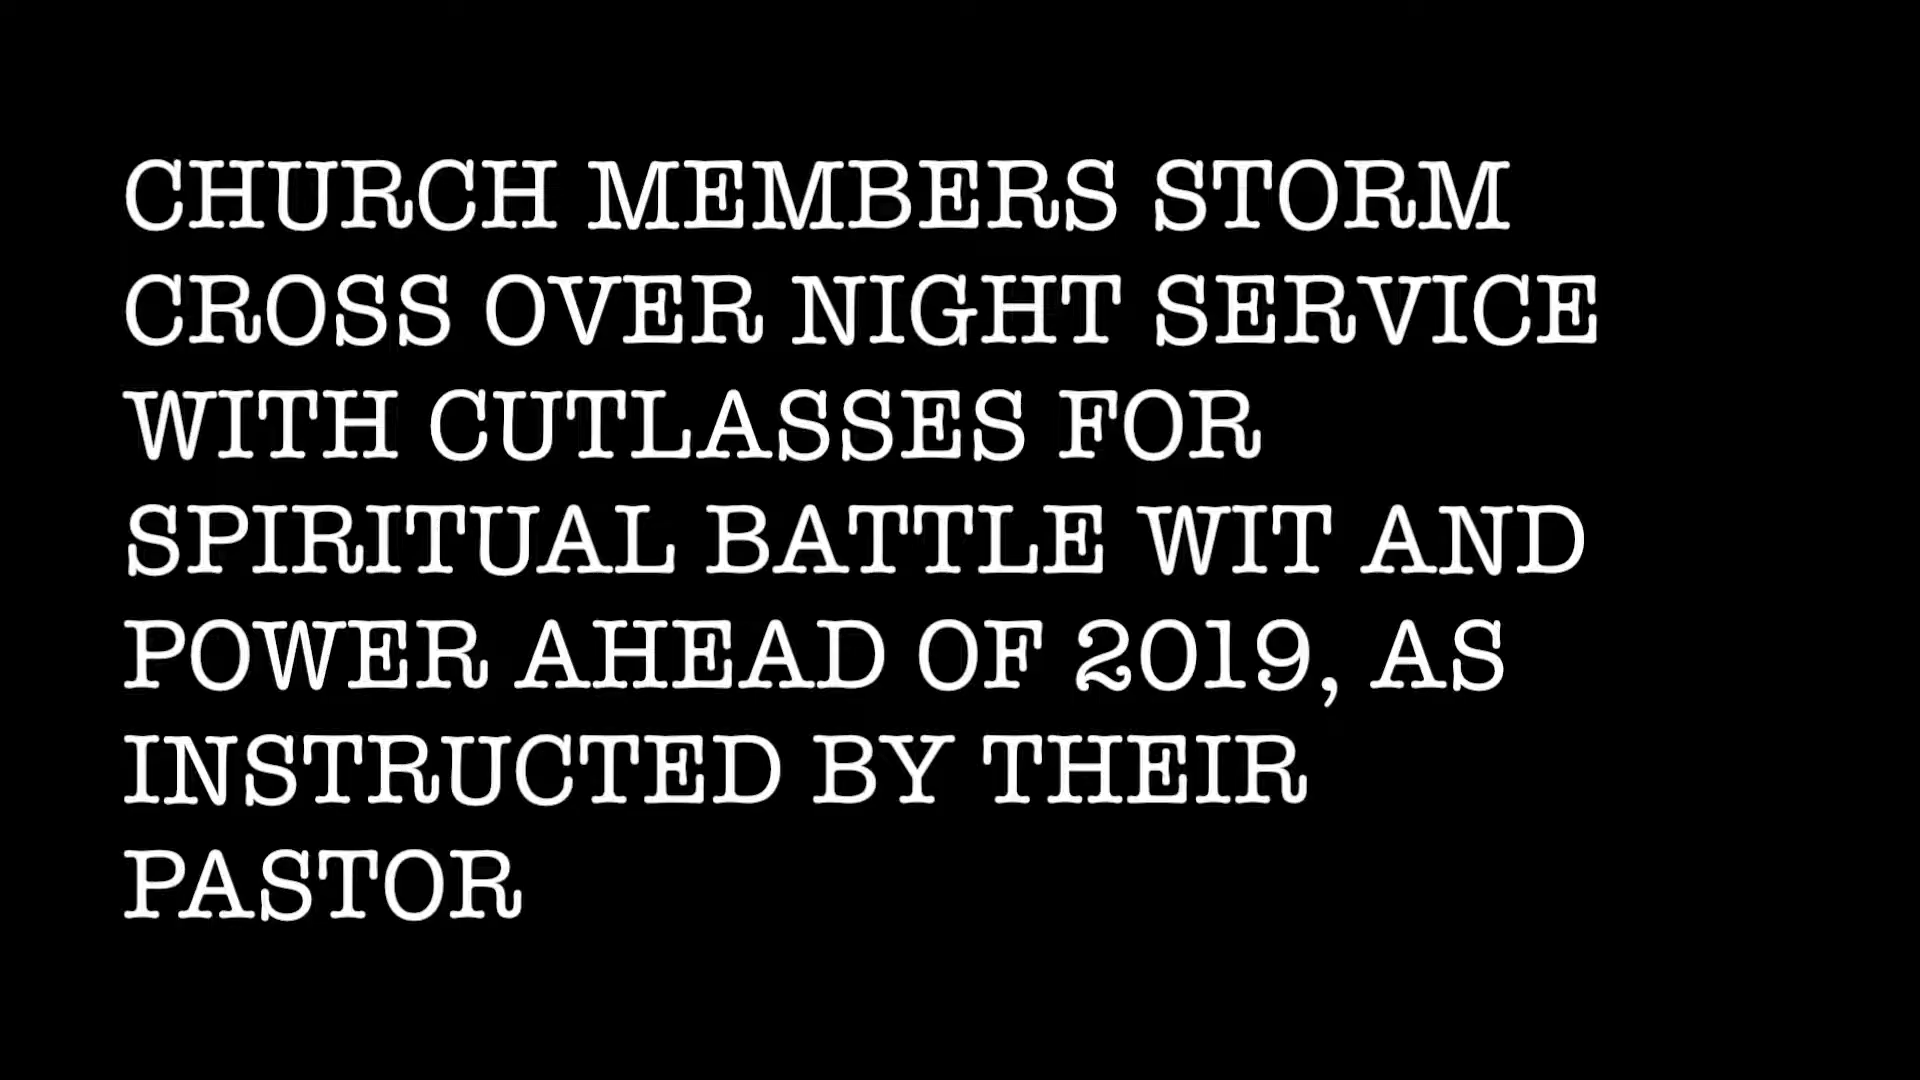 CHURCH MEMBERS STORM
CROSS OVER NIGHT SERVICE
WITH CUTLASSES FOR
SPIRITUAL BATTLE WIT AND
POWER AHEAD OF 2019, AS
INSTRUCTED BY THEIR
PASTOR